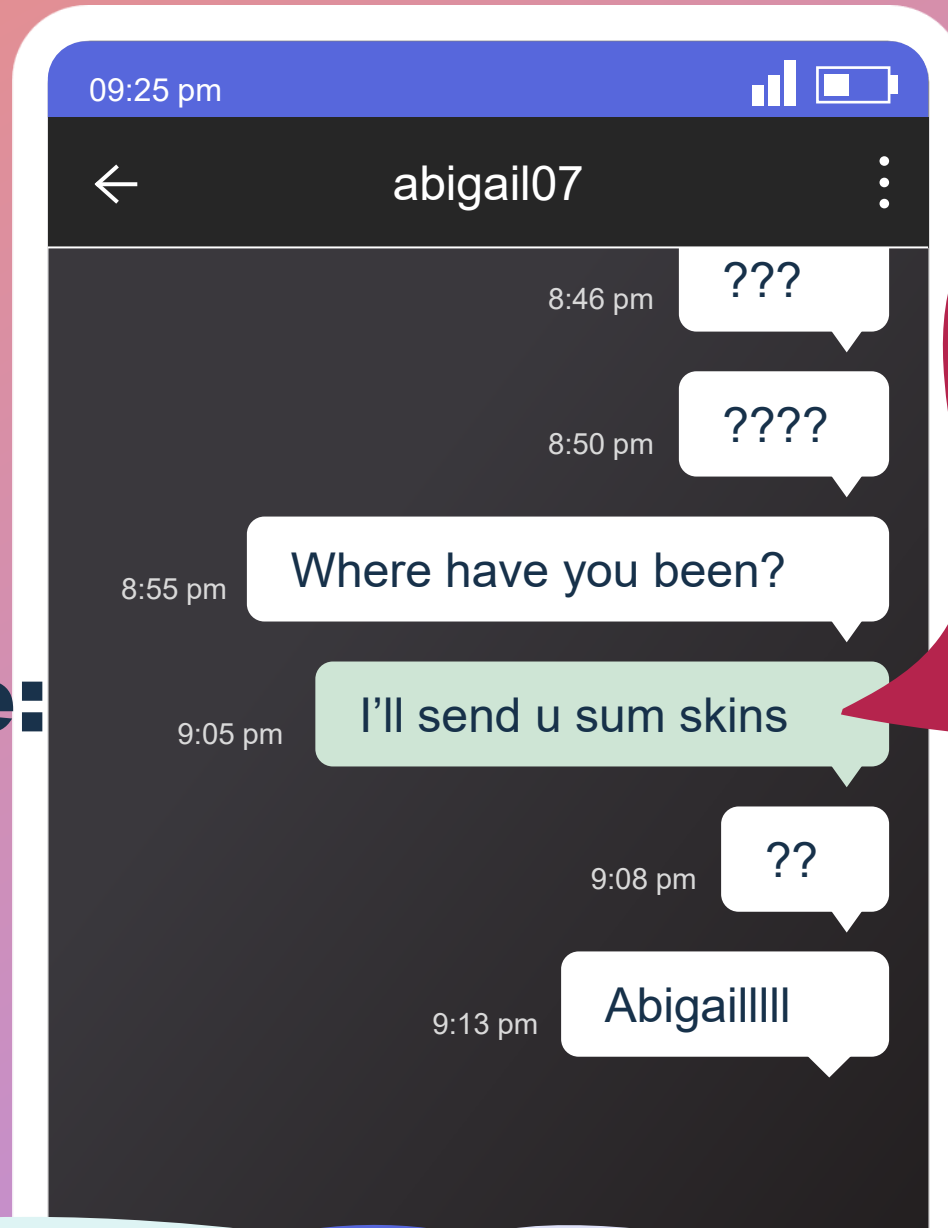 09:25 pm
abigail07
8:46 pm ???
8:50 pm ????
8:55 pm Where have you been?
e:
9:05 pm I’ll send u sum skins
9:08 pm ??
9:13 pm Abigailllll